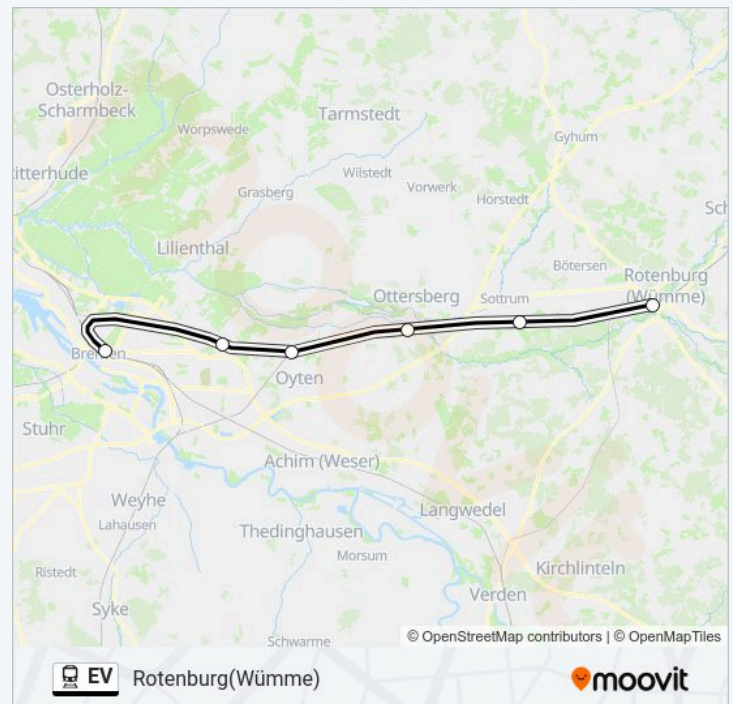 Osterholz-
Scharmbeck
Tarmstedt
Worpswede
Gyhum
Ritterhude
Wilstedt
Vorwerk
Grasberg
Horstedt
Sch
Lilienthal
Bötersen
Rotenburg
(Wümme)
Ottersberg
Sottrum
Bremen
Oyten
Stuhr
Achim (Weser)
Weyhe
Langwedel
Lahausen
Thedinghausen
Morsum
Ristedt
Kirchlinteln
Verden
Syke
Schwarme
© OpenStreetMap contributors | © OpenMapTiles
EV Rotenburg(Wümme)
moovit